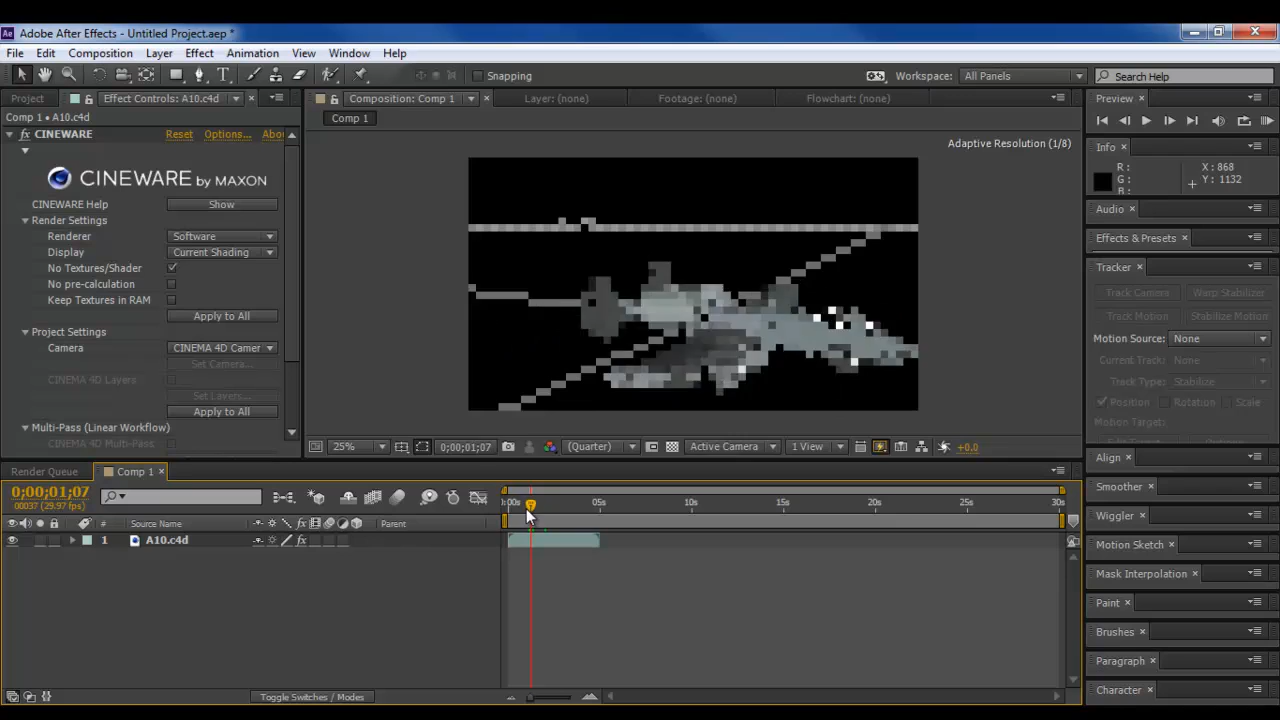 Adobe After Effects - Untitled Project.aep *
File Edit Composition Layer Effect Animation View Window Help
Snapping
Workspace: All Panels
Search Help
Project Effect Controls: A10.c4d
Comp 1 • A10.c4d
CINEWARE Reset Options... Abo
CINEWARE by MAXON
CINEWARE Help Show
Render Settings
Renderer Software
Display Current Shading
No Textures/Shader
No pre-calculation
Keep Textures in RAM
Apply to All
Project Settings
Camera CINEMA 4D Camer
Set Camera...
CINEMA 4D Layers
Set Layers...
Apply to All
Multi-Pass (Linear Workflow)
CINEMA 4D Multi-Pass
Composition: Comp 1
Layer: (none)
Footage: (none)
Flowchart: (none)
Comp 1
Adaptive Resolution (1/8)
25% 0;00;01;07 (Quarter) Active Camera 1 View +0.0
Preview
Info
R: X : 868
G: Y : 1132
B:
Audio
Effects & Presets
Tracker
Track Camera Warp Stabilizer
Track Motion Stabilize Motion
Motion Source: None
Current Track: None
Track Type: Stabilize
Position Rotation Scale
Motion Target:
Align
Smoother
Wiggler
Motion Sketch
Mask Interpolation
Paint
Brushes
Paragraph
Character
Render Queue Comp 1
0;00;01;07
00037 (29.97 fps)
# Source Name Parent
1 A10.c4d
):00s 05s 10s 15s 20s 25s 30s
Toggle Switches / Modes